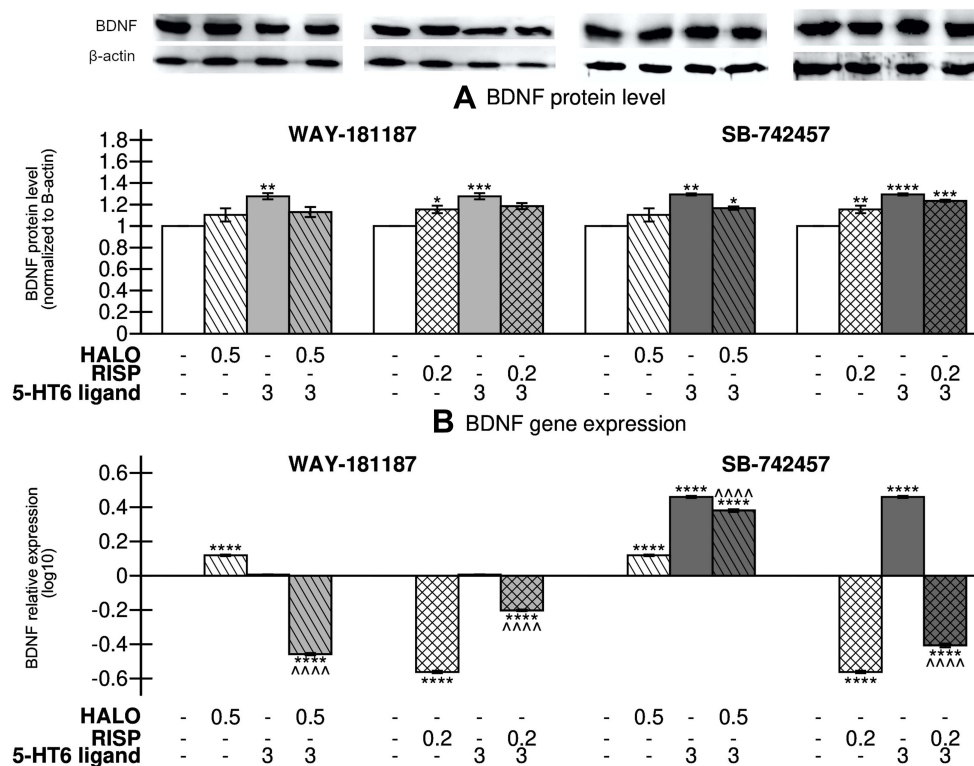 BDNF
β-actin
A BDNF protein level
WAY-181187 SB-742457
BDNF protein level
(normalized to B-actin)
1.8
1.6
1.4
1.2
1
0.8
0.6
0.4
0.2
0
** * *** ** * ** **** ***
HALO - 0.5 - 0.5 - - - - - 0.5 - 0.5 - - - -
RISP - - - - - 0.2 - 0.2 - - - - - 0.2 - 0.2
5-HT6 ligand - - 3 3 - - 3 3 - - 3 3 - - 3 3
B BDNF gene expression
WAY-181187 SB-742457
BDNF relative expression
(log10)
0.6
0.4
0.2
0
-0.2
-0.4
-0.6
**** **** ^^^^ **** **** ^^^^ **** **** ^^^^ **** **** **** **** ^^^^
HALO - 0.5 - 0.5 - - - - - 0.5 - 0.5 - - - -
RISP - - - - - 0.2 - 0.2 - - - - - 0.2 - 0.2
5-HT6 ligand - - 3 3 - - 3 3 - - 3 3 - - 3 3